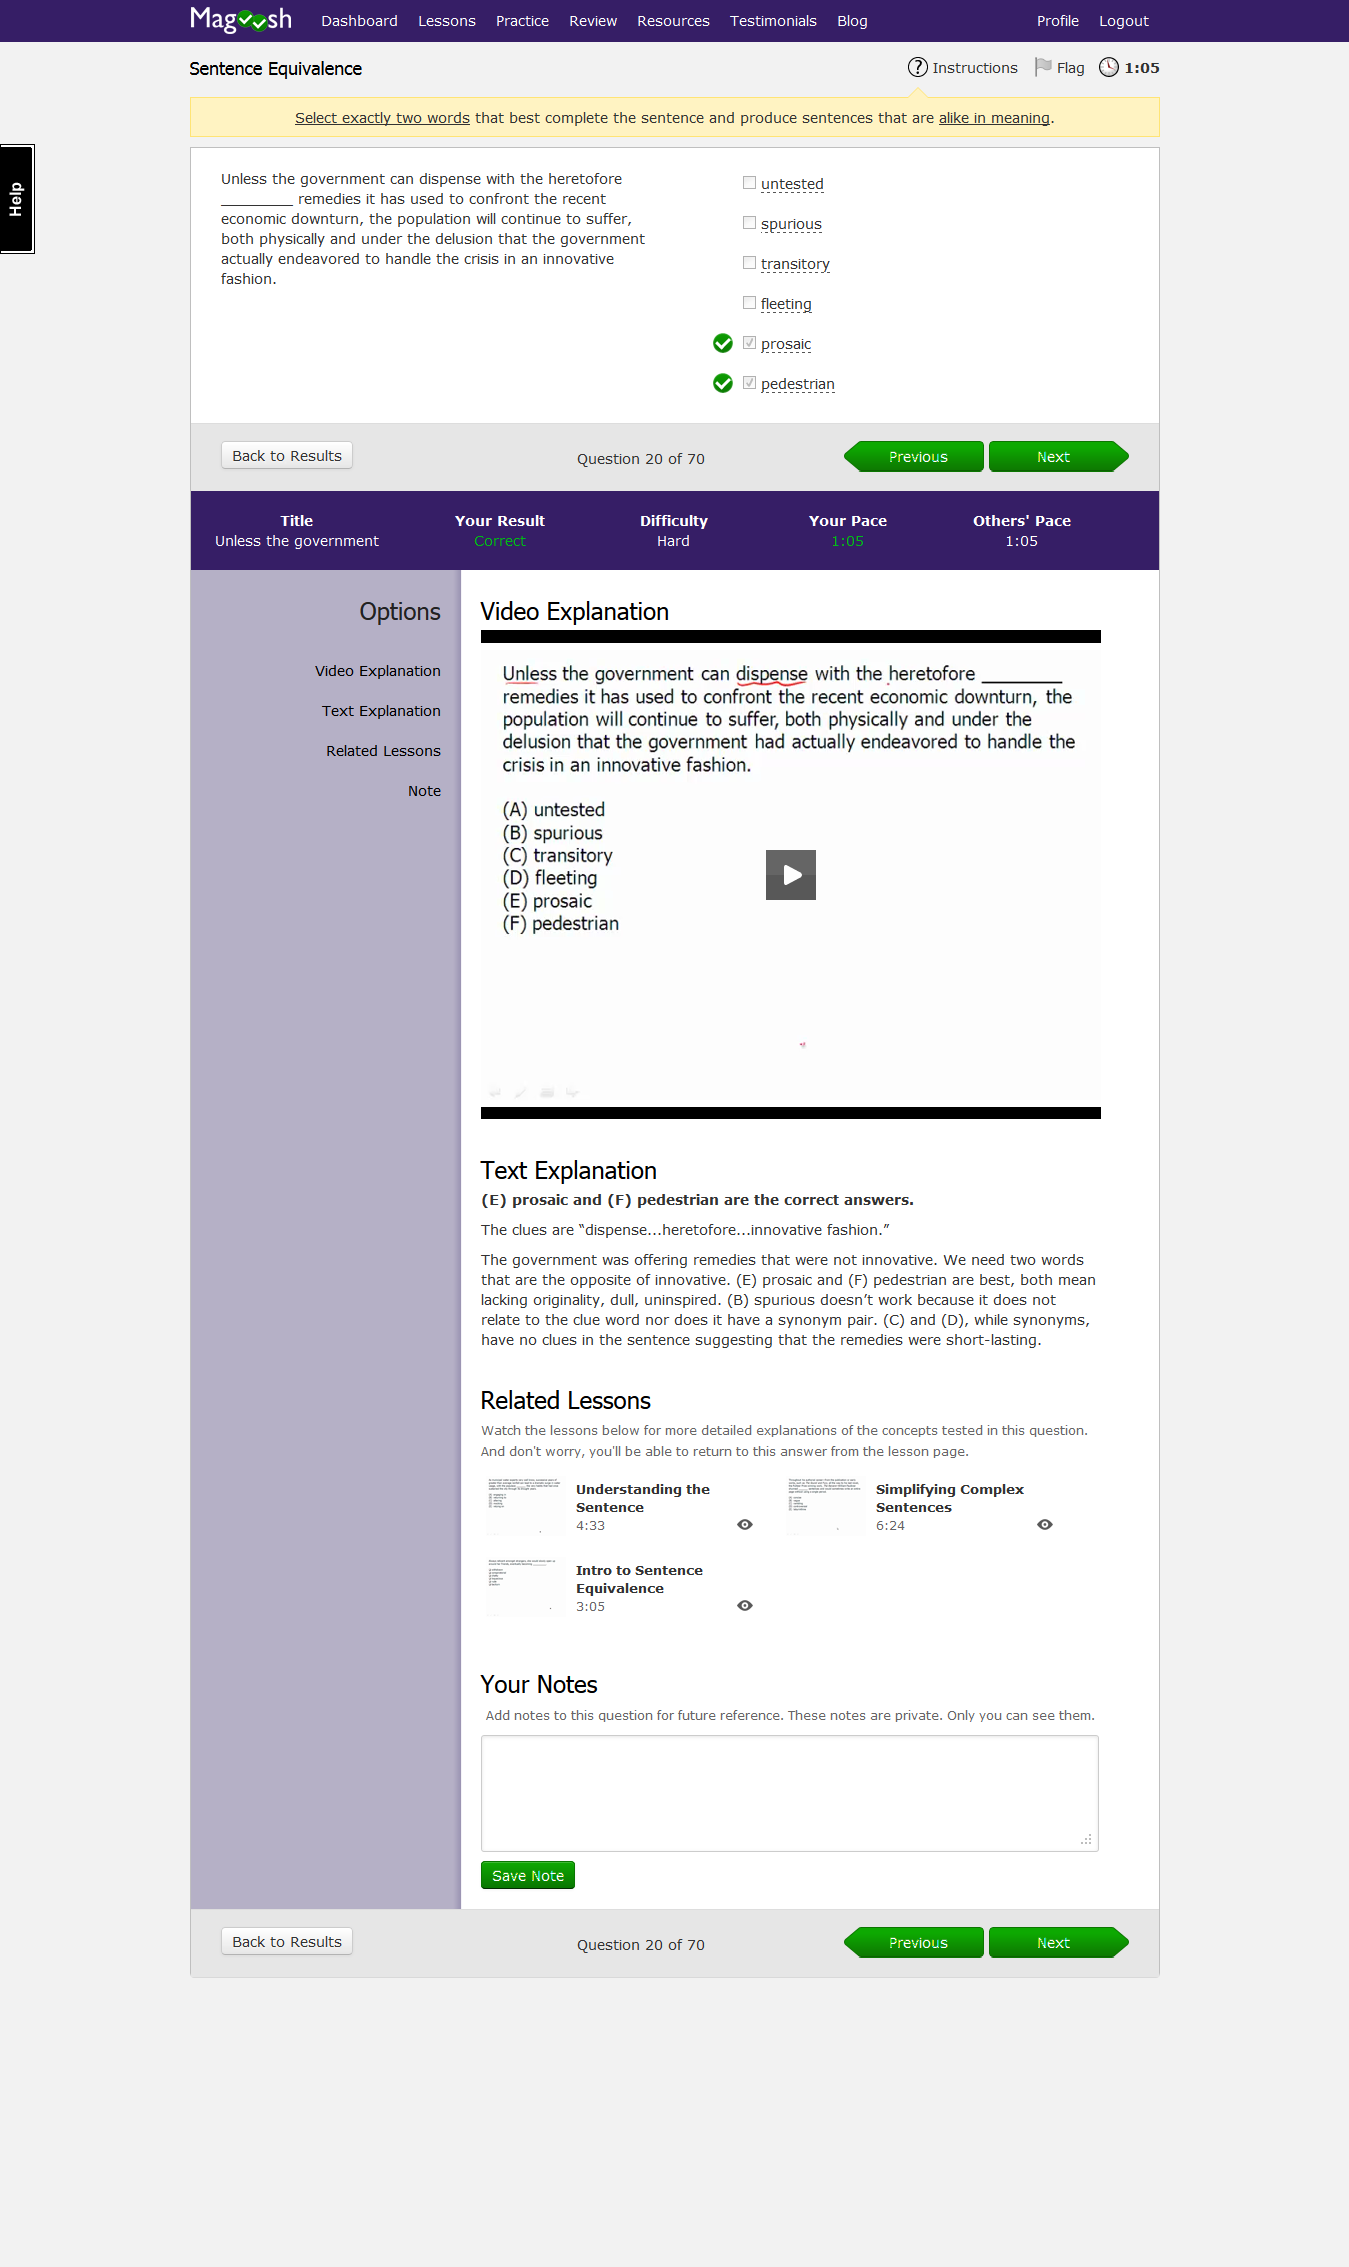 Magoosh Dashboard Lessons Practice Review Resources Testimonials Blog Profile Logout
Sentence Equivalence
Instructions Flag 1:05
Select exactly two words that best complete the sentence and produce sentences that are alike in meaning.
Help
Unless the government can dispense with the heretofore
_________ remedies it has used to confront the recent
economic downturn, the population will continue to suffer,
both physically and under the delusion that the government
actually endeavored to handle the crisis in an innovative
fashion.
untested
spurious
transitory
fleeting
prosaic
pedestrian
Back to Results Question 20 of 70 Previous Next
Title Your Result Difficulty Your Pace Others' Pace
Unless the government Correct Hard 1:05 1:05
Options
Video Explanation
Text Explanation
Related Lessons
Note
Video Explanation
Unless the government can dispense with the heretofore ________
remedies it has used to confront the recent economic downturn, the
population will continue to suffer, both physically and under the
delusion that the government had actually endeavored to handle the
crisis in an innovative fashion.
(A) untested
(B) spurious
(C) transitory
(D) fleeting
(E) prosaic
(F) pedestrian
Text Explanation
(E) prosaic and (F) pedestrian are the correct answers.
The clues are “dispense...heretofore...innovative fashion.”
The government was offering remedies that were not innovative. We need two words
that are the opposite of innovative. (E) prosaic and (F) pedestrian are best, both mean
lacking originality, dull, uninspired. (B) spurious doesn’t work because it does not
relate to the clue word nor does it have a synonym pair. (C) and (D), while synonyms,
have no clues in the sentence suggesting that the remedies were short-lasting.
Related Lessons
Watch the lessons below for more detailed explanations of the concepts tested in this question.
And don't worry, you'll be able to return to this answer from the lesson page.
Understanding the
Sentence
4:33
Simplifying Complex
Sentences
6:24
Intro to Sentence
Equivalence
3:05
Your Notes
Add notes to this question for future reference. These notes are private. Only you can see them.
Save Note
Back to Results Question 20 of 70 Previous Next